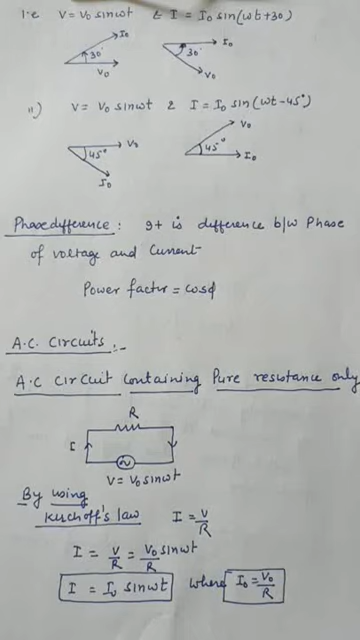 i.e V = V₀ sinωt & I = I₀ sin(ωt+30)
I₀
30°
V₀
I₀
30°
V₀
ii) V = V₀ sinωt & I = I₀ sin(ωt-45°)
V₀
45°
I₀
V₀
45°
I₀
Phase difference : It is difference b/w Phase
of voltage and Current
Power factor = cosϕ
A.C. Circuits :-
A.C Circuit Containing Pure resistance only
R
I
V = V₀ sinωt
By using
Kirchoff's law I = V/R
I = V/R = V₀ sinωt/R
I = I₀ sinωt where I₀ = V₀/R